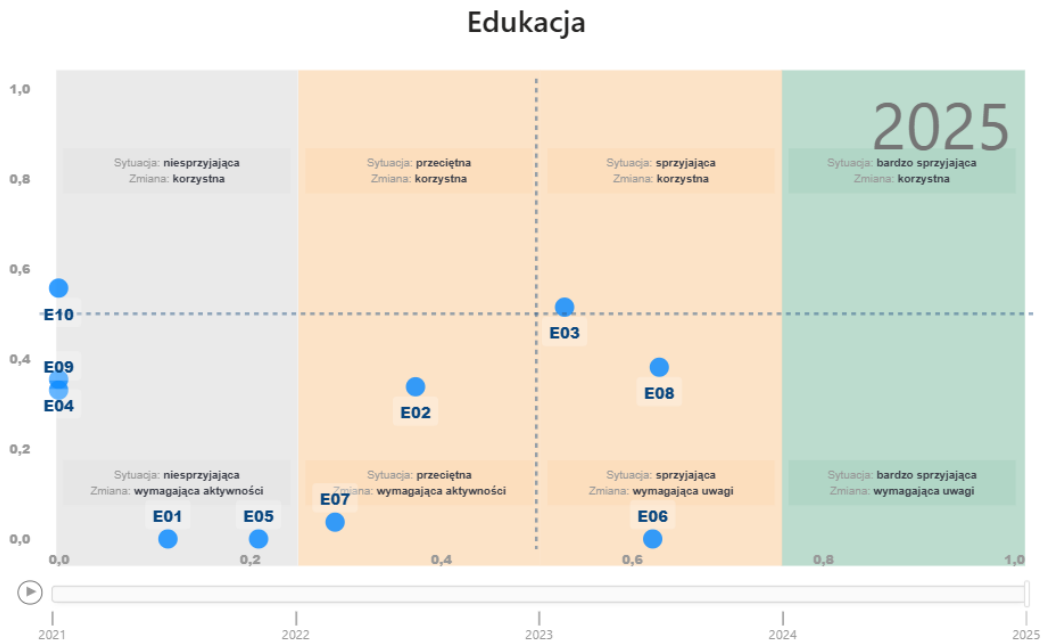 Edukacja
2025
1,0
0,8
0,6
0,4
0,2
0,0
Sytuacja: niesprzyjająca
Zmiana: korzystna
Sytuacja: przeciętna
Zmiana: korzystna
Sytuacja: sprzyjająca
Zmiana: korzystna
Sytuacja: bardzo sprzyjająca
Zmiana: korzystna
E10
E03
E09
E04
E08
E02
Sytuacja: niesprzyjająca
Zmiana: wymagająca aktywności
Sytuacja: przeciętna
Zmiana: wymagająca aktywności
Sytuacja: sprzyjająca
Zmiana: wymagająca uwagi
Sytuacja: bardzo sprzyjająca
Zmiana: wymagająca uwagi
E07
E01
E05
E06
0,0
0,2
0,4
0,6
0,8
1,0
2021
2022
2023
2024
2025